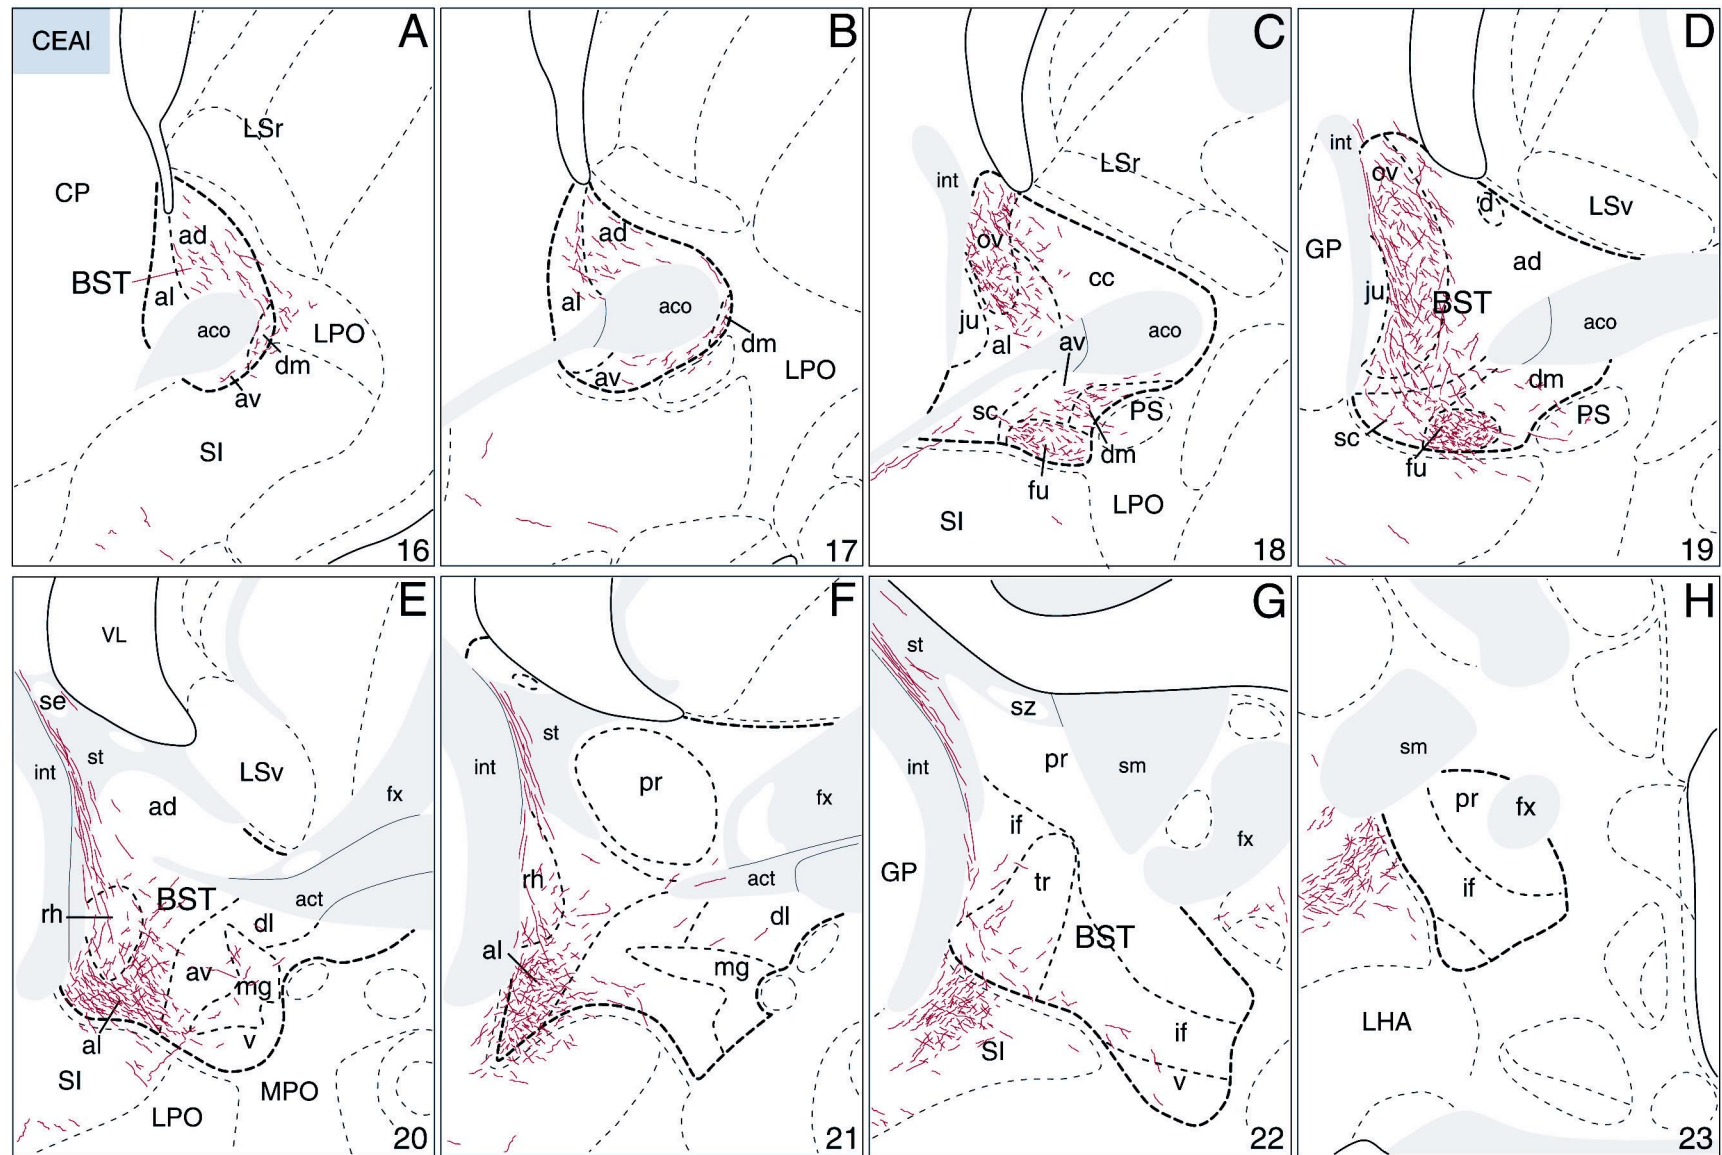 CEAl
A
LSr
CP
ad
BST
al
aco
LPO
dm
av
SI
16
B
ad
al
aco
dm
av
LPO
17
C
LSr
int
ov
cc
ju
al
av
aco
sc
PS
dm
fu
LPO
SI
18
D
int
ov
d
LSv
GP
ad
ju
BST
aco
dm
PS
sc
fu
19
E
VL
se
st
int
LSv
ad
fx
rh
BST
act
dl
av
mg
al
v
SI
MPO
LPO
20
F
st
int
pr
fx
rh
act
dl
al
mg
21
G
st
sz
pr
sm
int
if
fx
GP
tr
BST
if
SI
v
22
H
sm
pr
fx
if
LHA
23